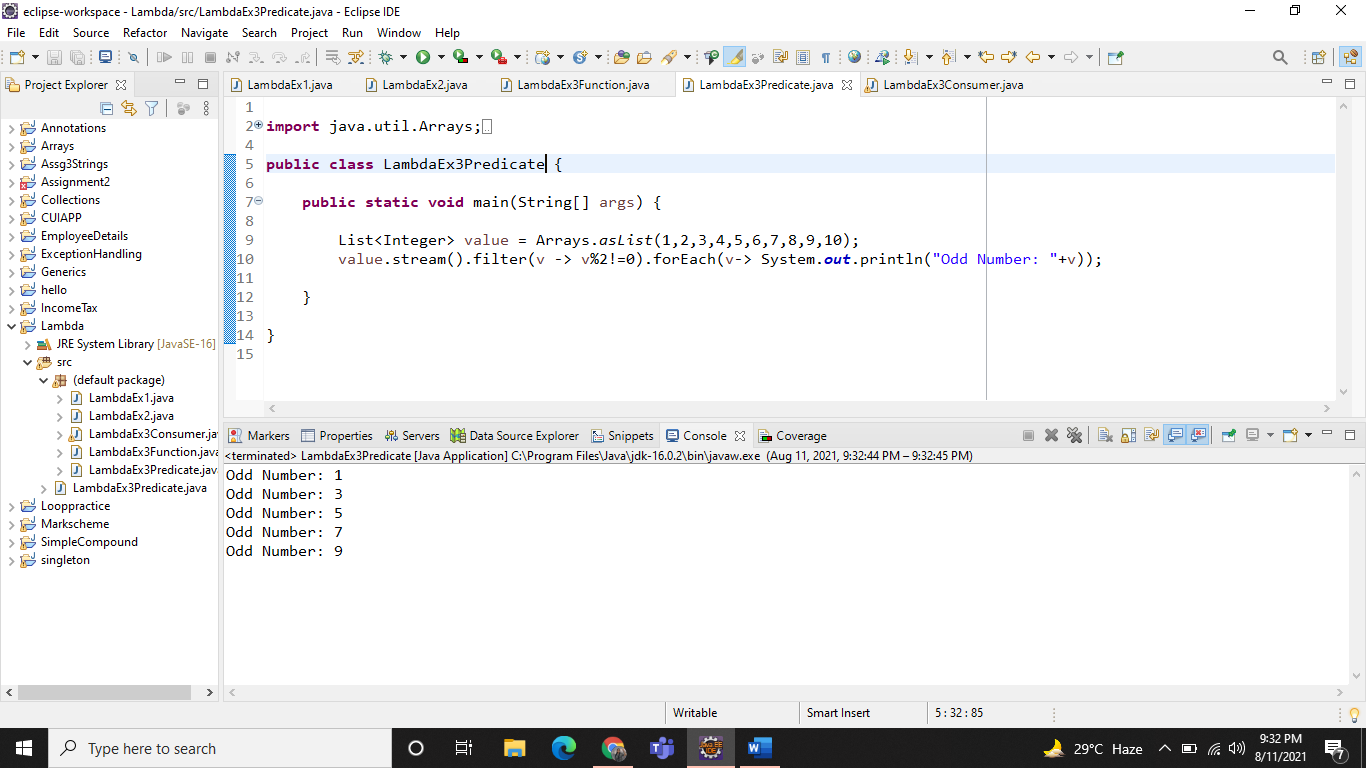 eclipse-workspace - Lambda/src/LambdaEx3Predicate.java - Eclipse IDE
File Edit Source Refactor Navigate Search Project Run Window Help
Project Explorer
LambdaEx1.java LambdaEx2.java LambdaEx3Function.java LambdaEx3Predicate.java LambdaEx3Consumer.java
Annotations
Arrays
Assg3Strings
Assignment2
Collections
CUIAPP
EmployeeDetails
ExceptionHandling
Generics
hello
IncomeTax
Lambda
JRE System Library [JavaSE-16]
src
(default package)
LambdaEx1.java
LambdaEx2.java
LambdaEx3Consumer.ja
LambdaEx3Function.java
LambdaEx3Predicate.jav
LambdaEx3Predicate.java
Looppractice
Markscheme
SimpleCompound
singleton
1
2 import java.util.Arrays;
4
5 public class LambdaEx3Predicate {
6
7 public static void main(String[] args) {
8
9 List<Integer> value = Arrays.asList(1,2,3,4,5,6,7,8,9,10);
10 value.stream().filter(v -> v%2!=0).forEach(v-> System.out.println("Odd Number: "+v));
11
12 }
13
14 }
15
Markers Properties Servers Data Source Explorer Snippets Console Coverage
<terminated> LambdaEx3Predicate [Java Application] C:\Program Files\Java\jdk-16.0.2\bin\javaw.exe (Aug 11, 2021, 9:32:44 PM – 9:32:45 PM)
Odd Number: 1
Odd Number: 3
Odd Number: 5
Odd Number: 7
Odd Number: 9
Writable Smart Insert 5 : 32 : 85
Type here to search
29°C Haze
9:32 PM
8/11/2021
7